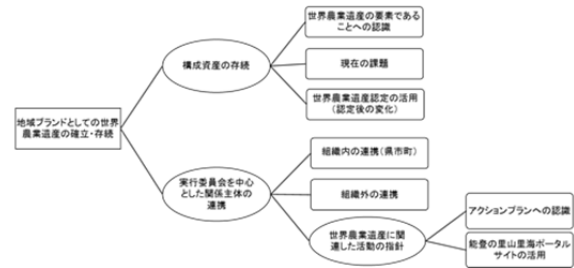 地域ブランドとしての世界
農業遺産の確立・存続
構成資産の存続
世界農業遺産の要素である
ことへの認識
現在の課題
世界農業遺産認定の活用
(認定後の変化)
実行委員会を中心
とした関係主体の
連携
組織内の連携(県市町)
組織外の連携
世界農業遺産に関
連した活動の指針
アクションプランへの認識
能登の里山里海ポータル
サイトの活用